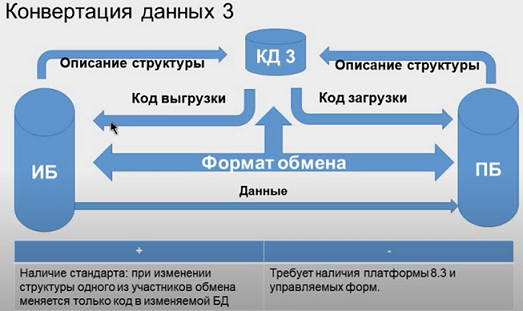 Конвертация данных 3
КД 3
Описание структуры
Описание структуры
Код выгрузки
Код загрузки
ИБ
Формат обмена
ПБ
Данные
+
-
Наличие стандарта: при изменении
структуры одного из участников обмена
меняется только код в изменяемой БД
Требует наличия платформы 8.3 и
управляемых форм.